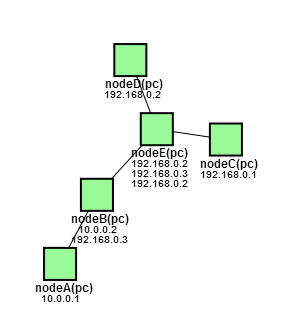 nodeD(pc)
192.168.0.2
nodeE(pc)
192.168.0.2
192.168.0.3
192.168.0.2
nodeC(pc)
192.168.0.1
nodeB(pc)
10.0.0.2
192.168.0.3
nodeA(pc)
10.0.0.1